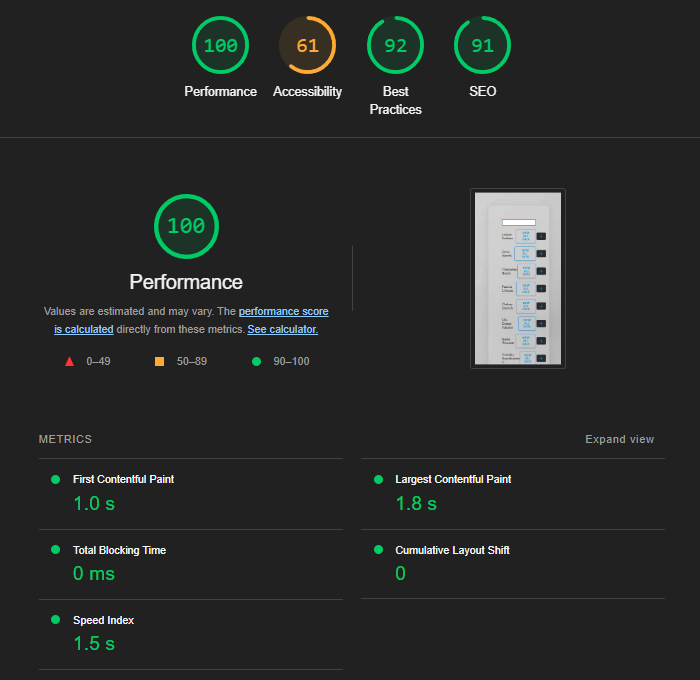 100
61
92
91
Performance
Accessibility
Best
Practices
SEO
100
Performance
Values are estimated and may vary. The performance score
is calculated directly from these metrics. See calculator.
0–49
50–89
90–100
METRICS
Expand view
First Contentful Paint
1.0 s
Largest Contentful Paint
1.8 s
Total Blocking Time
0 ms
Cumulative Layout Shift
0
Speed Index
1.5 s